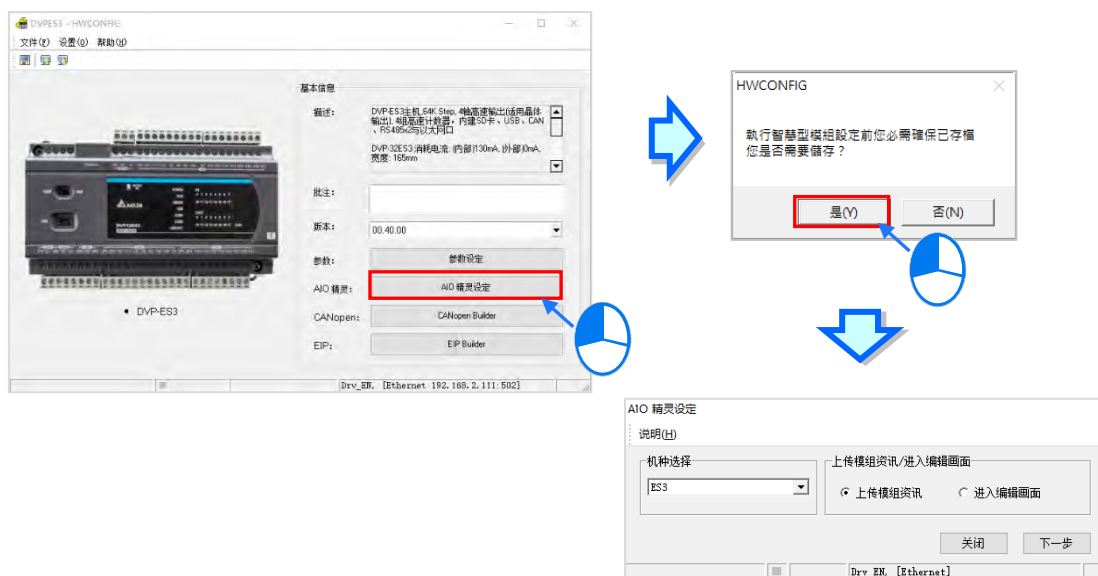 DVPES3 - HWCONFIG
文件(F) 设置(O) 帮助(H)
基本信息
描述:
DVP-ES3主机,64K Step, 4轴高速输出(适用晶体
输出), 4组高速计数器，内建SD卡、USB、CAN
、RS485x2与以太网口
DVP-32ES3:消耗电流: (内部)130mA, (外部)0mA,
宽度: 165mm
批注:
版本:
00.40.00
参数:
参数设定
AIO 精灵:
AIO 精灵设定
CANopen:
CANopen Builder
EIP:
EIP Builder
• DVP-ES3
Drv_EN, [Ethernet 192.168.2.111:502]
HWCONFIG
執行智慧型模組設定前您必需確保已存檔
您是否需要儲存？
是(Y)
否(N)
AIO 精灵设定
说明(H)
机种选择
ES3
上传模组资讯/进入编辑画面
上传模组资讯
进入编辑画面
关闭
下一步
Drv EN, [Ethernet]